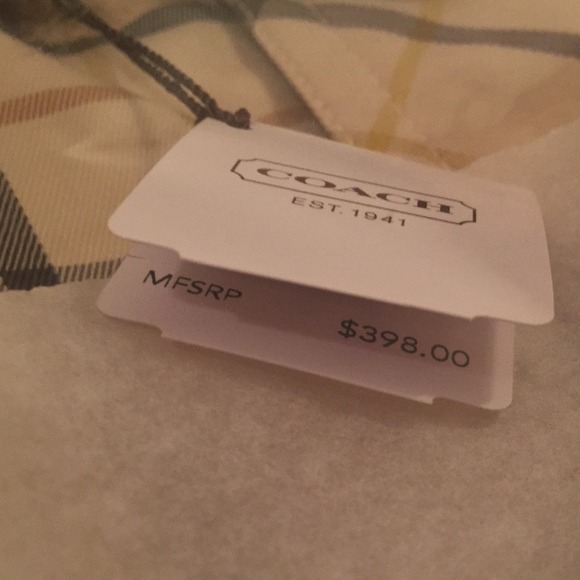 COACH
EST. 1941
MFSRP
$398.00